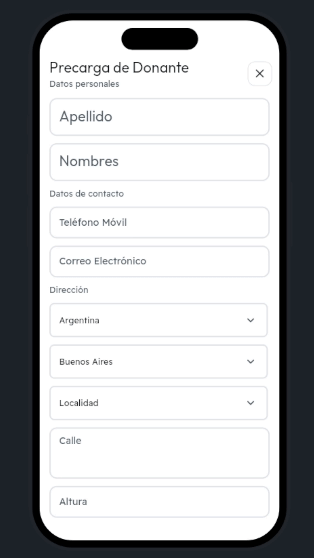 Precarga de Donante
Datos personales
Apellido
Nombres
Datos de contacto
Teléfono Móvil
Correo Electrónico
Dirección
Argentina
Buenos Aires
Localidad
Calle
Altura